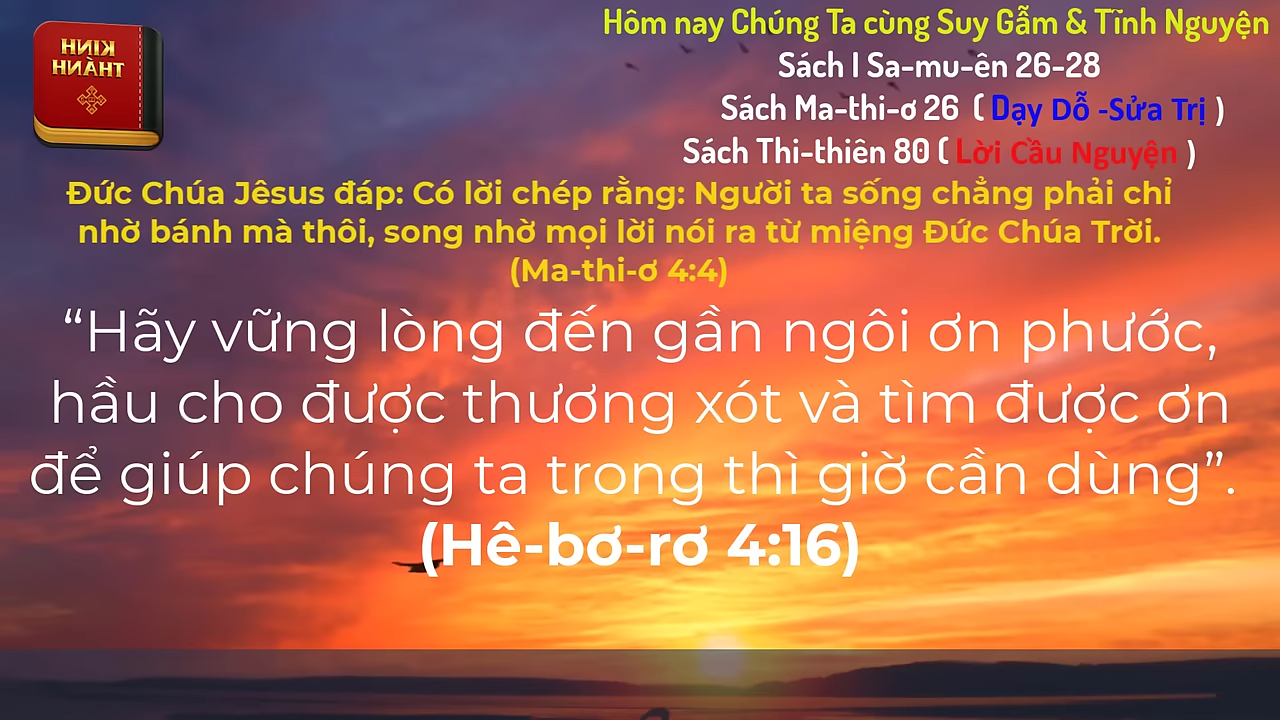 KINH
THÁNH
Hôm nay Chúng Ta cùng Suy Gẫm & Tĩnh Nguyện
Sách I Sa-mu-ên 26-28
Sách Ma-thi-ơ 26 ( Dạy Dỗ -Sửa Trị )
Sách Thi-thiên 80 ( Lời Cầu Nguyện )
Đức Chúa Jêsus đáp: Có lời chép rằng: Người ta sống chẳng phải chỉ
nhờ bánh mà thôi, song nhờ mọi lời nói ra từ miệng Đức Chúa Trời.
(Ma-thi-ơ 4:4)
“Hãy vững lòng đến gần ngôi ơn phước,
hầu cho được thương xót và tìm được ơn
để giúp chúng ta trong thì giờ cần dùng”.
(Hê-bơ-rơ 4:16)